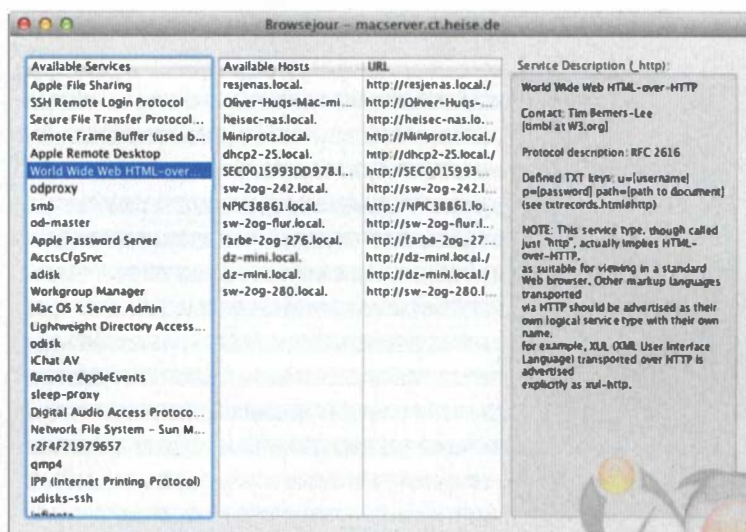 Browsejour – macserver.ct.heise.de
Available Services
Apple File Sharing
SSH Remote Login Protocol
Secure File Transfer Protocol...
Remote Frame Buffer (used b...
Apple Remote Desktop
World Wide Web HTML-over...
odproxy
smb
od-master
Apple Password Server
AcctsCfgSrvc
adisk
Workgroup Manager
Mac OS X Server Admin
Lightweight Directory Access...
odisk
iChat AV
Remote AppleEvents
sleep-proxy
Digital Audio Access Protoco...
Network File System - Sun M...
qmp4
IPP (Internet Printing Protocol)
udisks-ssh
Available Hosts URL
resjenas.local. http://resjenas.local./
Oliver-Huqs-Mac-mi... http://Oliver-Huqs-...
heisec-nas.local. http://heisec-nas.lo...
Miniprotz.local. http://Miniprotz.local./
dhcp2-25.local. http://dhcp2-25.local./
SEC0015993DD978.l... http://SEC0015993...
sw-2og-242.local. http://sw-2og-242.l...
NPIC38861.local. http://NPIC38861.lo...
sw-2og-flur.local. http://sw-2og-flur.l...
farbe-2og-276.local. http://farbe-2og-27...
dz-mini.local. http://dz-mini.local./
dz-mini.local. http://dz-mini.local./
sw-2og-280.local. http://sw-2og-280.l...
Service Description (_http):
World Wide Web HTML-over-HTTP
Contact: Tim Berners-Lee
[timbl at W3.org]
Protocol description: RFC 2616
Defined TXT keys: u=[username]
p=[password] path=[path to document]
(see txtrecords.html#http)
NOTE: This service type, though called
just "http", actually implies HTML-
over-HTTP,
as suitable for viewing in a standard
Web browser. Other markup languages
transported
via HTTP should be advertised as their
own logical service type with their own
name,
for example, XUL (XML User Interface
Language) transported over HTTP is
advertised
explicitly as xul-http.